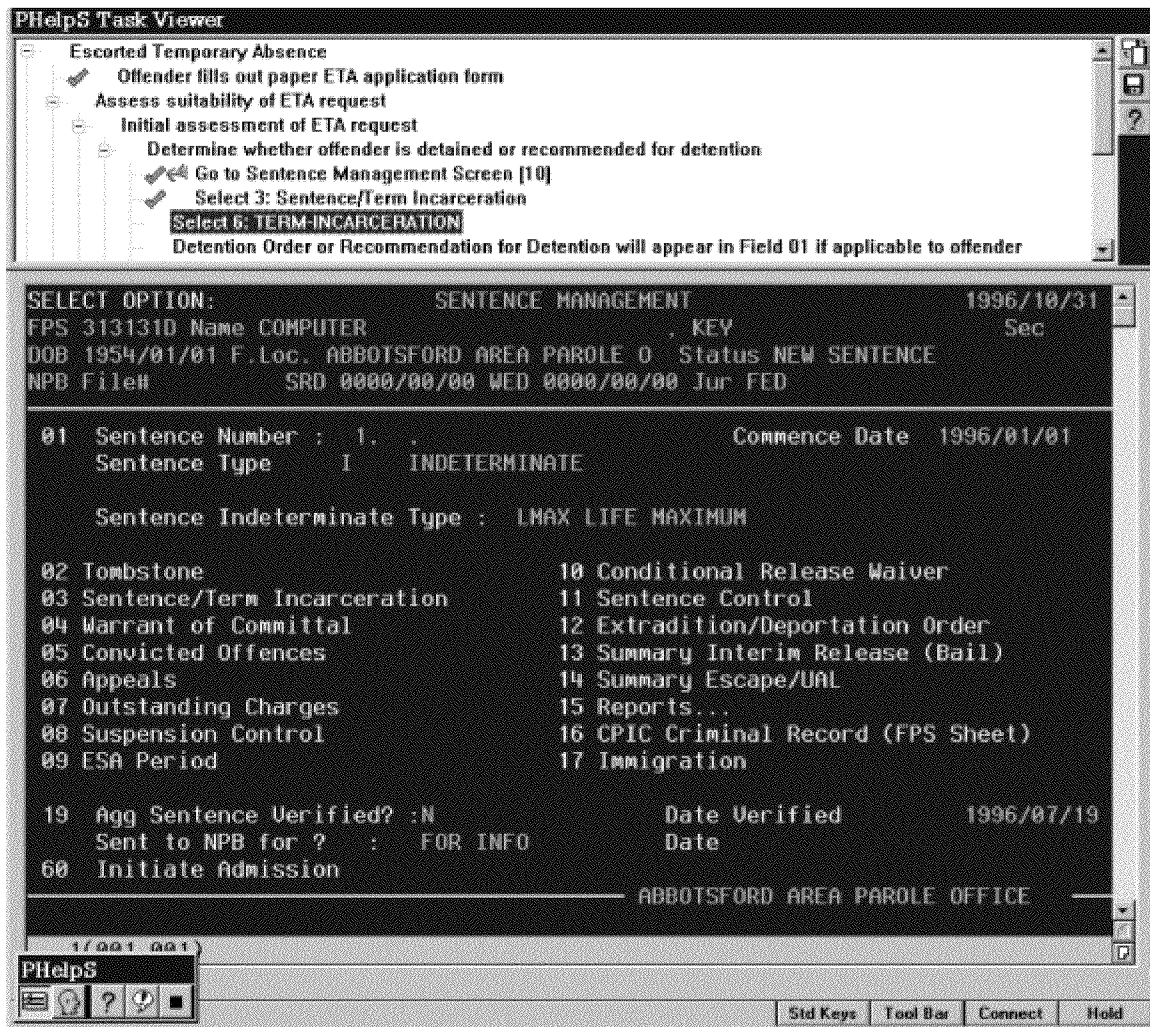 PHelpS Task Viewer
Escorted Temporary Absence
Offender fills out paper ETA application form
Assess suitability of ETA request
Initial assessment of ETA request
Determine whether offender is detained or recommended for detention
Go to Sentence Management Screen [10]
Select 3: Sentence/Term Incarceration
Select 6: TERM-INCARCERATION
Detention Order or Recommendation for Detention will appear in Field 01 if applicable to offender
SELECT OPTION: SENTENCE MANAGEMENT 1996/10/31
FPS 313131D Name COMPUTER , KEY Sec
DOB 1954/01/01 F.Loc. ABBOTSFORD AREA PAROLE O Status NEW SENTENCE
NPB File# SRD 0000/00/00 WED 0000/00/00 Jur FED
01 Sentence Number : 1. . Commence Date 1996/01/01
Sentence Type I INDETERMINATE
Sentence Indeterminate Type : LMAX LIFE MAXIMUM
02 Tombstone 10 Conditional Release Waiver
03 Sentence/Term Incarceration 11 Sentence Control
04 Warrant of Committal 12 Extradition/Deportation Order
05 Convicted Offences 13 Summary Interim Release (Bail)
06 Appeals 14 Summary Escape/UAL
07 Outstanding Charges 15 Reports...
08 Suspension Control 16 CPIC Criminal Record (FPS Sheet)
09 ESA Period 17 Immigration
19 Agg Sentence Verified? :N Date Verified 1996/07/19
Sent to NPB for ? : FOR INFO Date
60 Initiate Admission
ABBOTSFORD AREA PAROLE OFFICE
1(001,001)
PHelpS
Std Keys Tool Bar Connect Hold